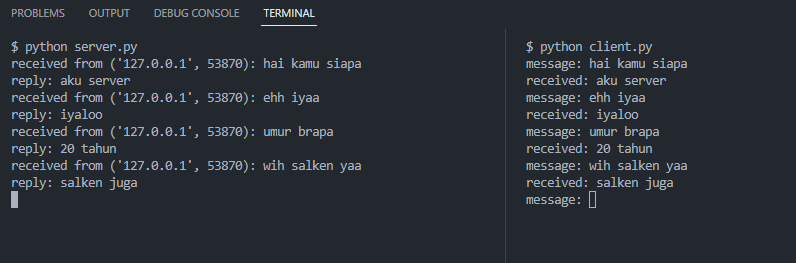 PROBLEMS OUTPUT DEBUG CONSOLE TERMINAL
$ python server.py
received from ('127.0.0.1', 53870): hai kamu siapa
reply: aku server
received from ('127.0.0.1', 53870): ehh iyaa
reply: iyaloo
received from ('127.0.0.1', 53870): umur brapa
reply: 20 tahun
received from ('127.0.0.1', 53870): wih salken yaa
reply: salken juga
$ python client.py
message: hai kamu siapa
received: aku server
message: ehh iyaa
received: iyaloo
message: umur brapa
received: 20 tahun
message: wih salken yaa
received: salken juga
message: